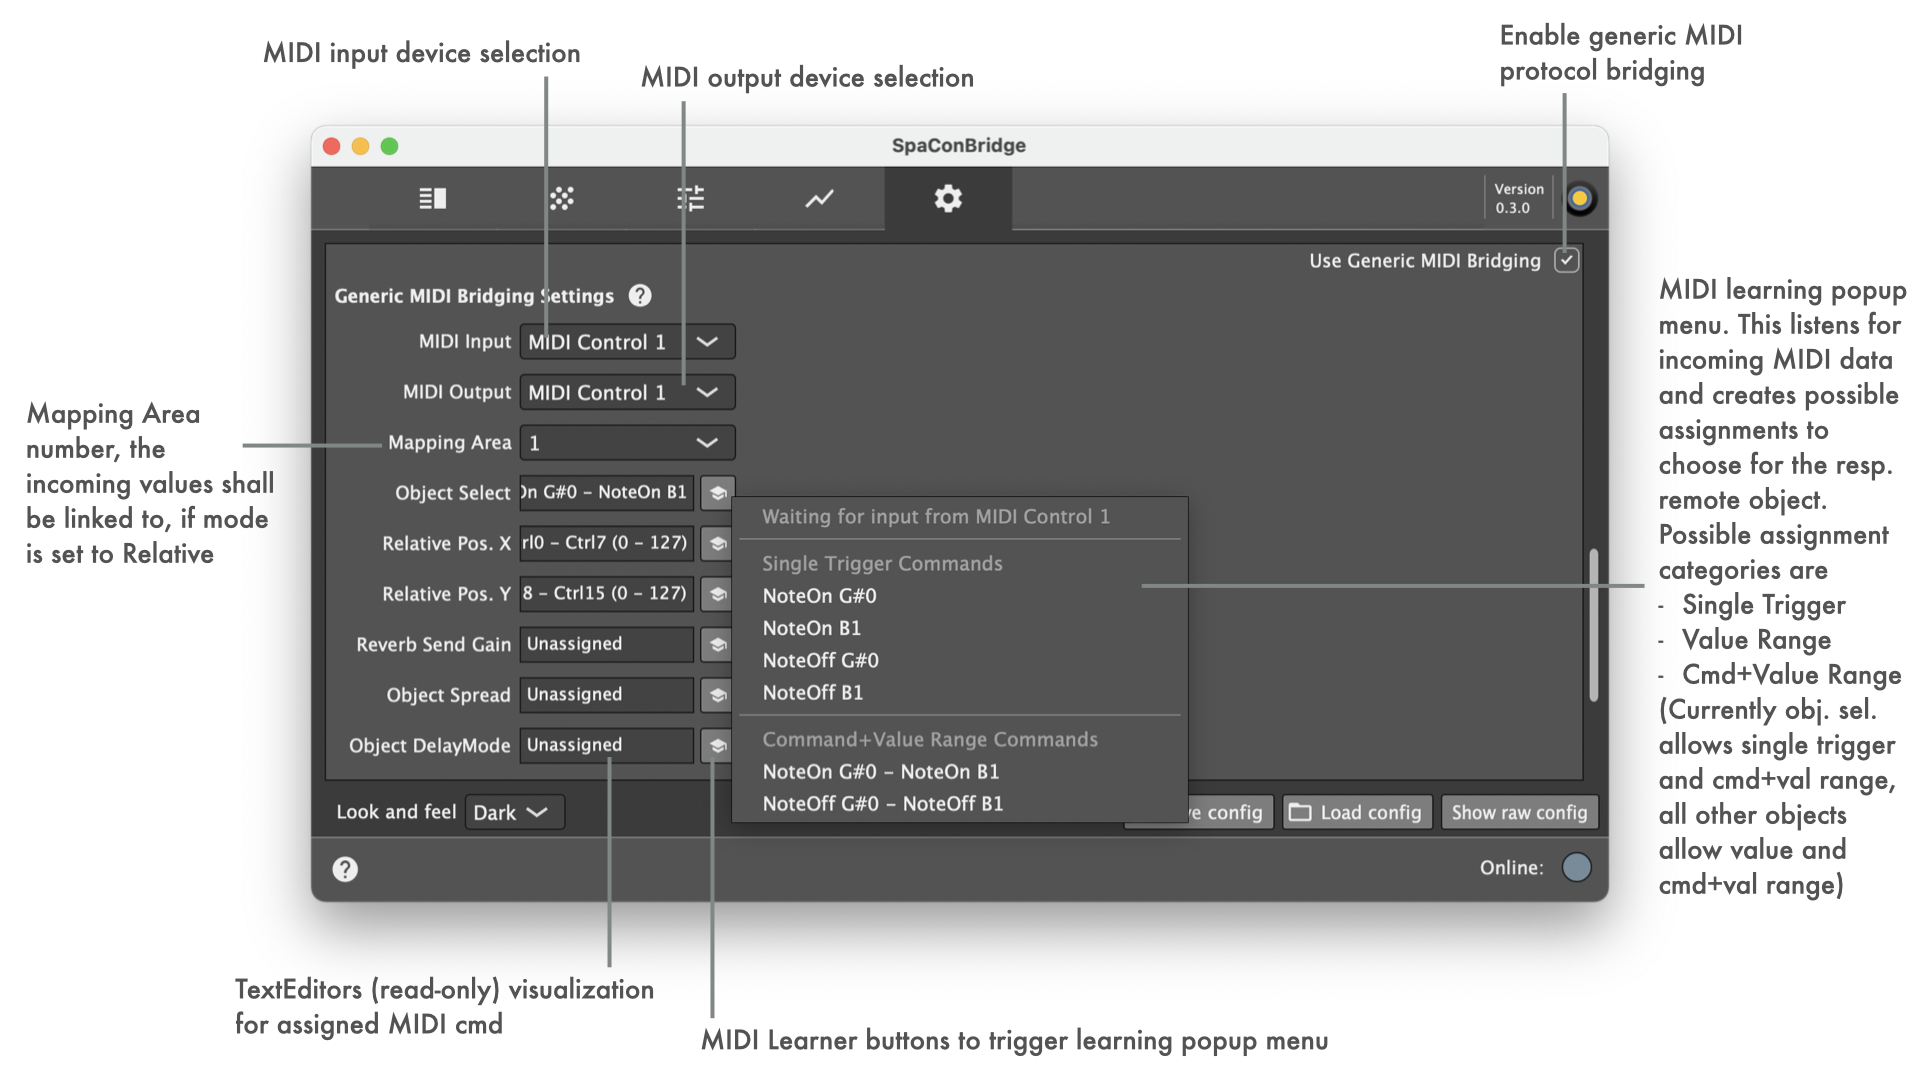 MIDI input device selection
MIDI output device selection
Enable generic MIDI
protocol bridging
SpaConBridge
Version
0.3.0
Use Generic MIDI Bridging
Generic MIDI Bridging Settings ?
MIDI Input MIDI Control 1
MIDI Output MIDI Control 1
Mapping Area 1
Object Select On G#0 – NoteOn B1
Relative Pos. X rl0 – Ctrl7 (0 – 127)
Relative Pos. Y 8 – Ctrl15 (0 – 127)
Reverb Send Gain Unassigned
Object Spread Unassigned
Object DelayMode Unassigned
Waiting for input from MIDI Control 1
Single Trigger Commands
NoteOn G#0
NoteOn B1
NoteOff G#0
NoteOff B1
Command+Value Range Commands
NoteOn G#0 – NoteOn B1
NoteOff G#0 – NoteOff B1
Look and feel Dark
ve config
Load config
Show raw config
?
Online:
Mapping Area
number, the
incoming values shall
be linked to, if mode
is set to Relative
MIDI learning popup
menu. This listens for
incoming MIDI data
and creates possible
assignments to
choose for the resp.
remote object.
Possible assignment
categories are
- Single Trigger
- Value Range
- Cmd+Value Range
(Currently obj. sel.
allows single trigger
and cmd+val range,
all other objects
allow value and
cmd+val range)
TextEditors (read-only) visualization
for assigned MIDI cmd
MIDI Learner buttons to trigger learning popup menu